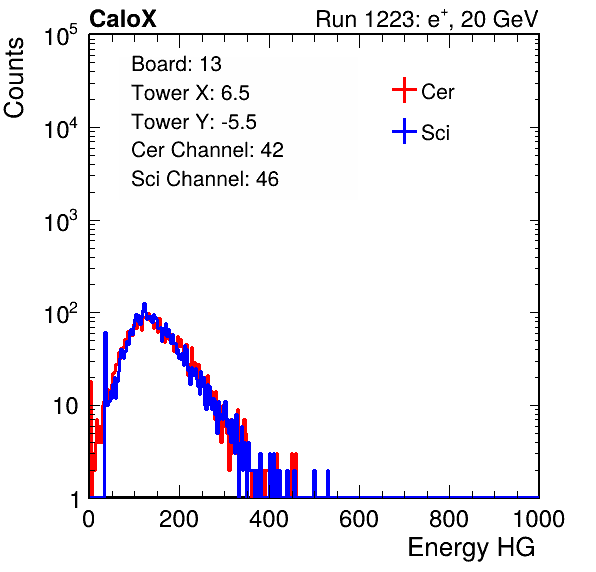 CaloX Run 1223: e⁺, 20 GeV
Counts
Board: 13
Tower X: 6.5
Tower Y: -5.5
Cer Channel: 42
Sci Channel: 46
Cer
Sci
10⁵
10⁴
10³
10²
10
1
0 200 400 600 800 1000
Energy HG